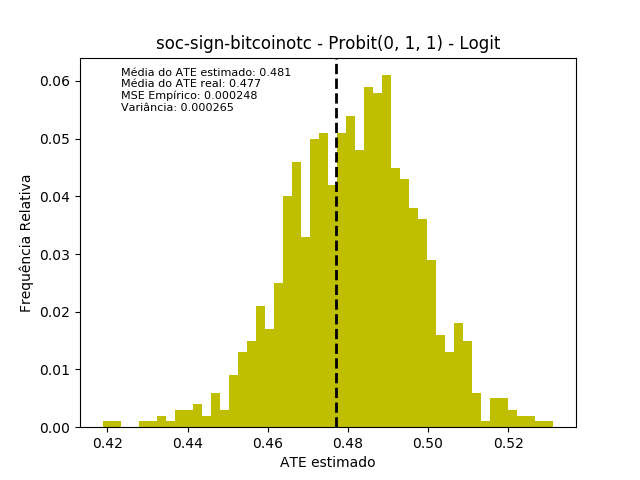 soc-sign-bitcoinotc - Probit(0, 1, 1) - Logit
Média do ATE estimado: 0.481
Média do ATE real: 0.477
MSE Empírico: 0.000248
Variância: 0.000265
Frequência Relativa
0.06
0.05
0.04
0.03
0.02
0.01
0.00
0.42 0.44 0.46 0.48 0.50 0.52
ATE estimado